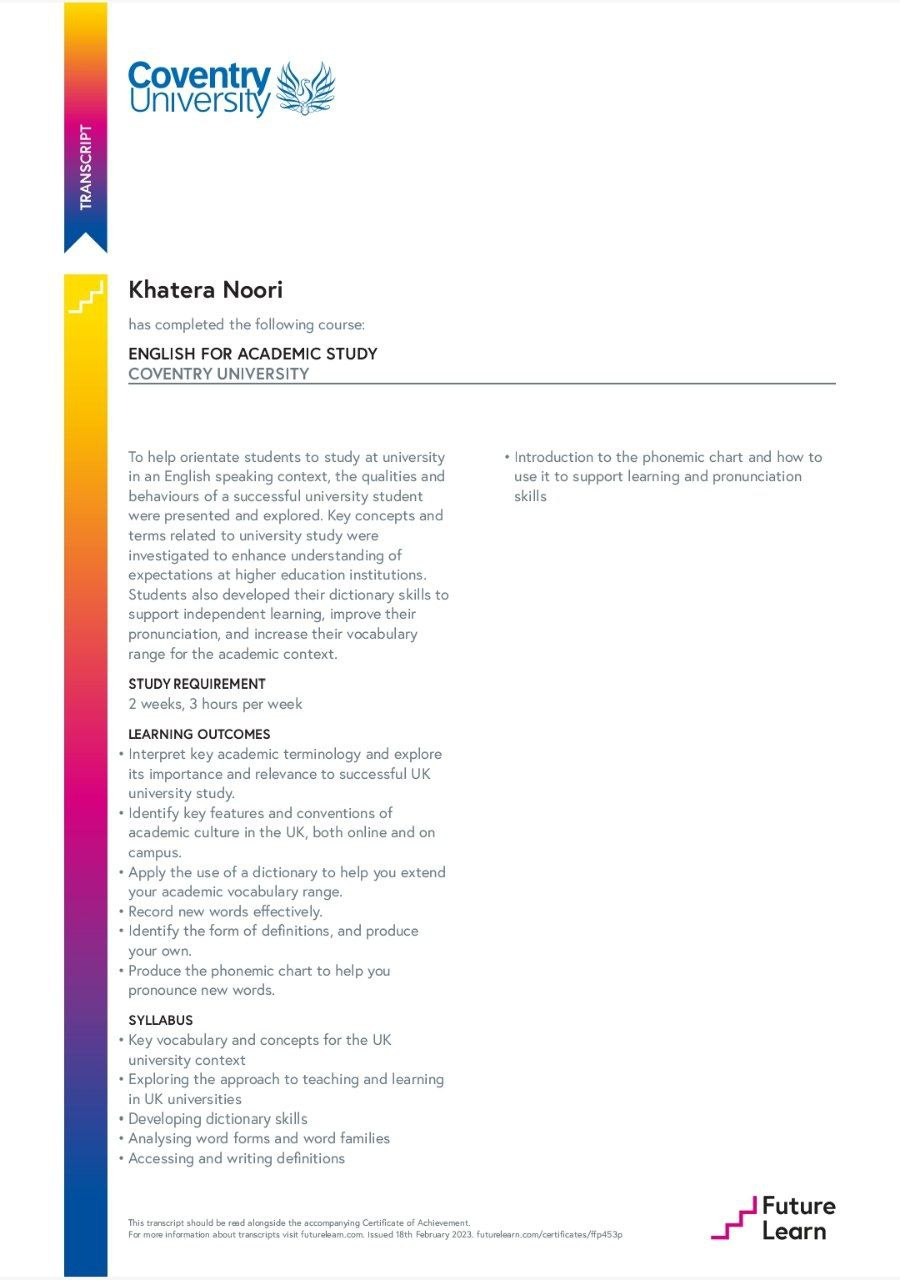 TRANSCRIPT
Coventry
University
Khatera Noori
has completed the following course:
ENGLISH FOR ACADEMIC STUDY
COVENTRY UNIVERSITY
To help orientate students to study at university
in an English speaking context, the qualities and
behaviours of a successful university student
were presented and explored. Key concepts and
terms related to university study were
investigated to enhance understanding of
expectations at higher education institutions.
Students also developed their dictionary skills to
support independent learning, improve their
pronunciation, and increase their vocabulary
range for the academic context.
STUDY REQUIREMENT
2 weeks, 3 hours per week
LEARNING OUTCOMES
• Interpret key academic terminology and explore
its importance and relevance to successful UK
university study.
• Identify key features and conventions of
academic culture in the UK, both online and on
campus.
• Apply the use of a dictionary to help you extend
your academic vocabulary range.
• Record new words effectively.
• Identify the form of definitions, and produce
your own.
• Produce the phonemic chart to help you
pronounce new words.
SYLLABUS
• Key vocabulary and concepts for the UK
university context
• Exploring the approach to teaching and learning
in UK universities
• Developing dictionary skills
• Analysing word forms and word families
• Accessing and writing definitions
• Introduction to the phonemic chart and how to
use it to support learning and pronunciation
skills
This transcript should be read alongside the accompanying Certificate of Achievement.
For more information about transcripts visit futurelearn.com. Issued 18th February 2023. futurelearn.com/certificates/ffp453p
Future
Learn